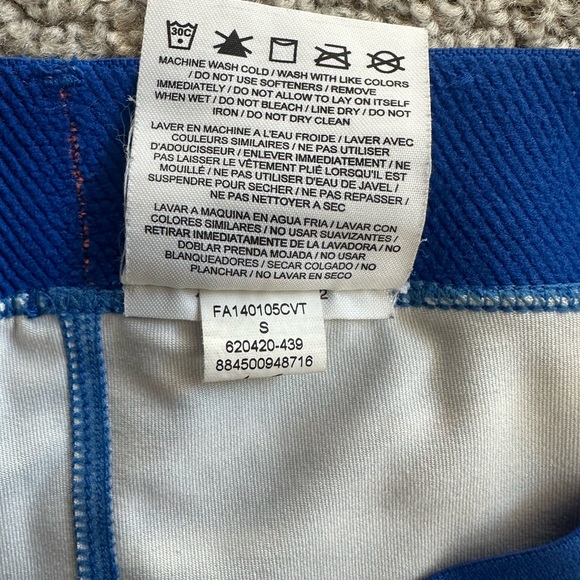 30C
MACHINE WASH COLD / WASH WITH LIKE COLORS
/ DO NOT USE SOFTENERS / REMOVE
IMMEDIATELY / DO NOT ALLOW TO LAY ON ITSELF
WHEN WET / DO NOT BLEACH / LINE DRY / DO NOT
IRON / DO NOT DRY CLEAN
LAVER EN MACHINE A L'EAU FROIDE / LAVER AVEC
COULEURS SIMILAIRES / NE PAS UTILISER
D'ADOUCISSEUR / ENLEVER IMMEDIATEMENT / NE
PAS LAISSER LE VÊTEMENT PLIÉ LORSQU'IL EST
MOUILLÉ / NE PAS UTILISER D'EAU DE JAVEL /
SUSPENDRE POUR SECHER / NE PAS REPASSER /
NE PAS NETTOYER A SEC
LAVAR A MAQUINA EN AGUA FRIA / LAVAR CON
COLORES SIMILARES / NO USAR SUAVIZANTES /
RETIRAR INMEDIATAMENTE DE LA LAVADORA / NO
DOBLAR PRENDA MOJADA / NO USAR
BLANQUEADORES / SECAR COLGADO / NO
PLANCHAR / NO LAVAR EN SECO
2
FA140105CVT
S
620420-439
884500948716